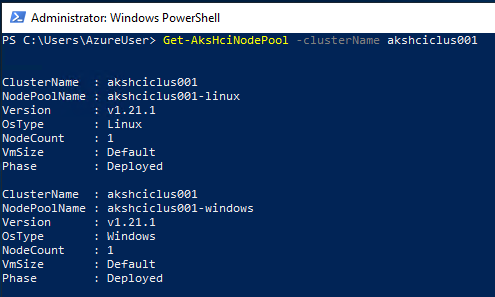 Administrator: Windows PowerShell
PS C:\Users\AzureUser> Get-AksHciNodePool -clusterName akshciclus001
ClusterName   : akshciclus001
NodePoolName : akshciclus001-linux
Version       : v1.21.1
OsType        : Linux
NodeCount     : 1
VmSize        : Default
Phase         : Deployed
ClusterName   : akshciclus001
NodePoolName : akshciclus001-windows
Version       : v1.21.1
OsType        : Windows
NodeCount     : 1
VmSize        : Default
Phase         : Deployed